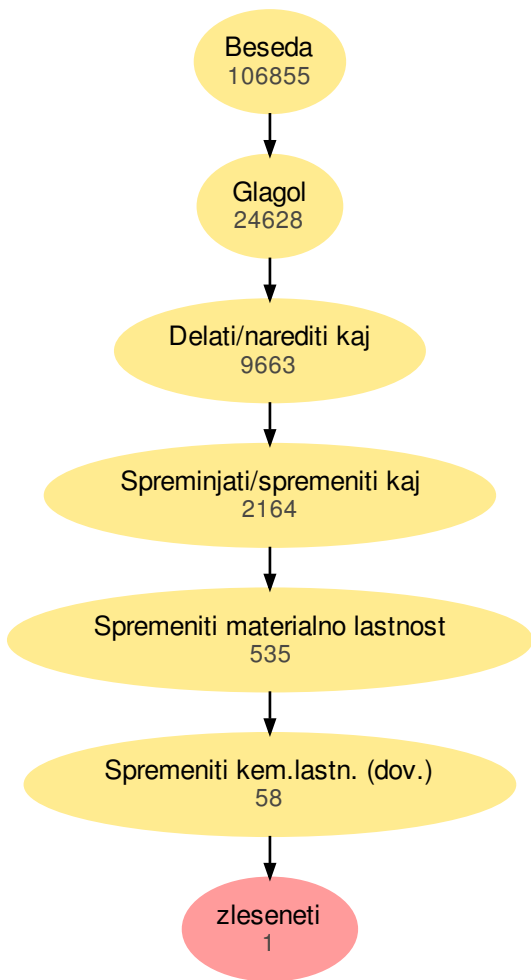 Beseda
106855
Glagol
24628
Delati/narediti kaj
9663
Spreminjati/spremeniti kaj
2164
Spremeniti materialno lastnost
535
Spremeniti kem.lastn. (dov.)
58
zleseneti
1